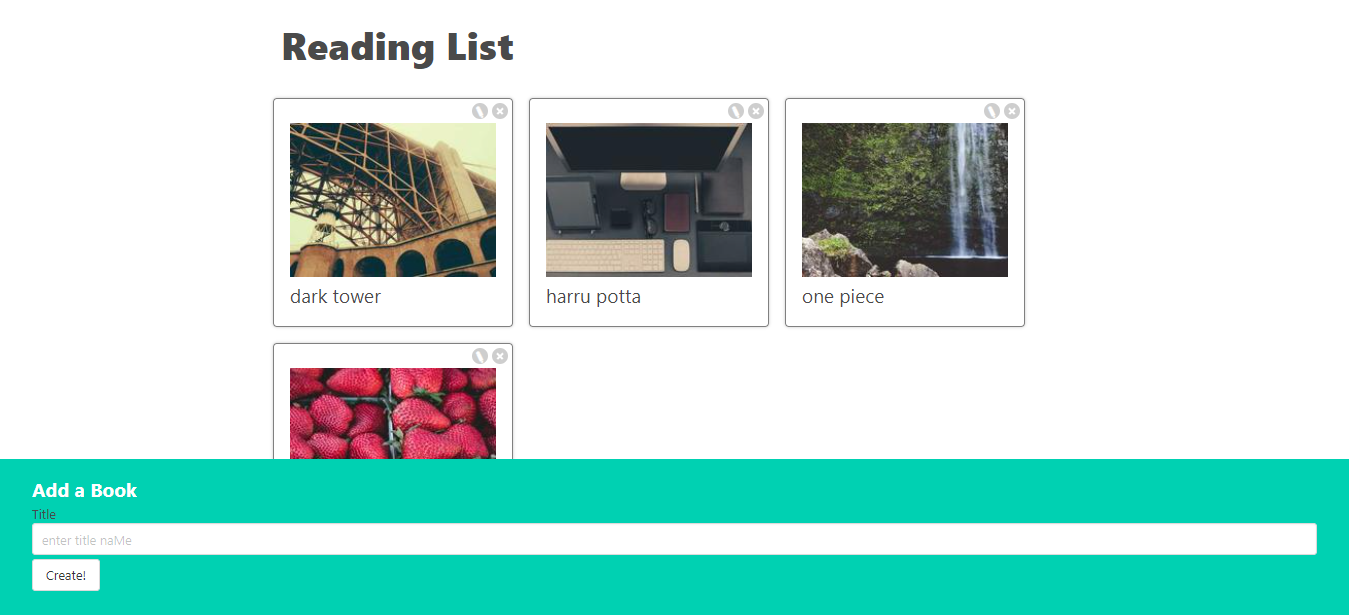 Reading List
dark tower
harru potta
one piece
Add a Book
Title
enter title naMe
Create!